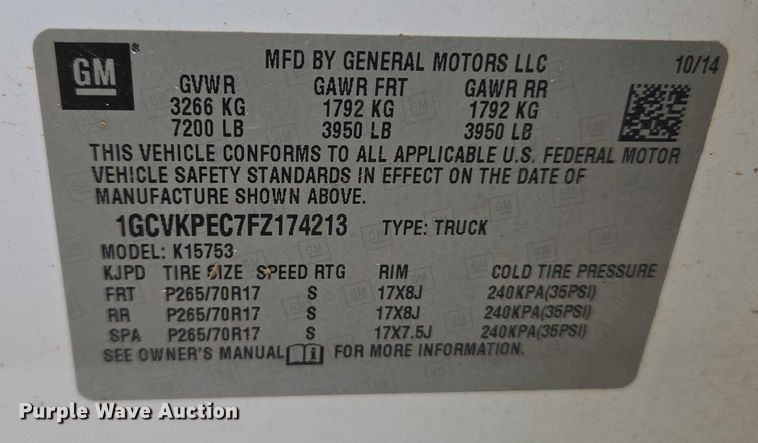 GM
MFD BY GENERAL MOTORS LLC 10/14
GVWR GAWR FRT GAWR RR
3266 KG 1792 KG 1792 KG
7200 LB 3950 LB 3950 LB
THIS VEHICLE CONFORMS TO ALL APPLICABLE U.S. FEDERAL MOTOR
VEHICLE SAFETY STANDARDS IN EFFECT ON THE DATE OF
MANUFACTURE SHOWN ABOVE.
1GCVKPEC7FZ174213 TYPE: TRUCK
MODEL: K15753
KJPD TIRE SIZE SPEED RTG RIM COLD TIRE PRESSURE
FRT P265/70R17 S 17X8J 240KPA(35PSI)
RR P265/70R17 S 17X8J 240KPA(35PSI)
SPA P265/70R17 S 17X7.5J 240KPA(35PSI)
SEE OWNER'S MANUAL i FOR MORE INFORMATION.
Purple Wave Auction